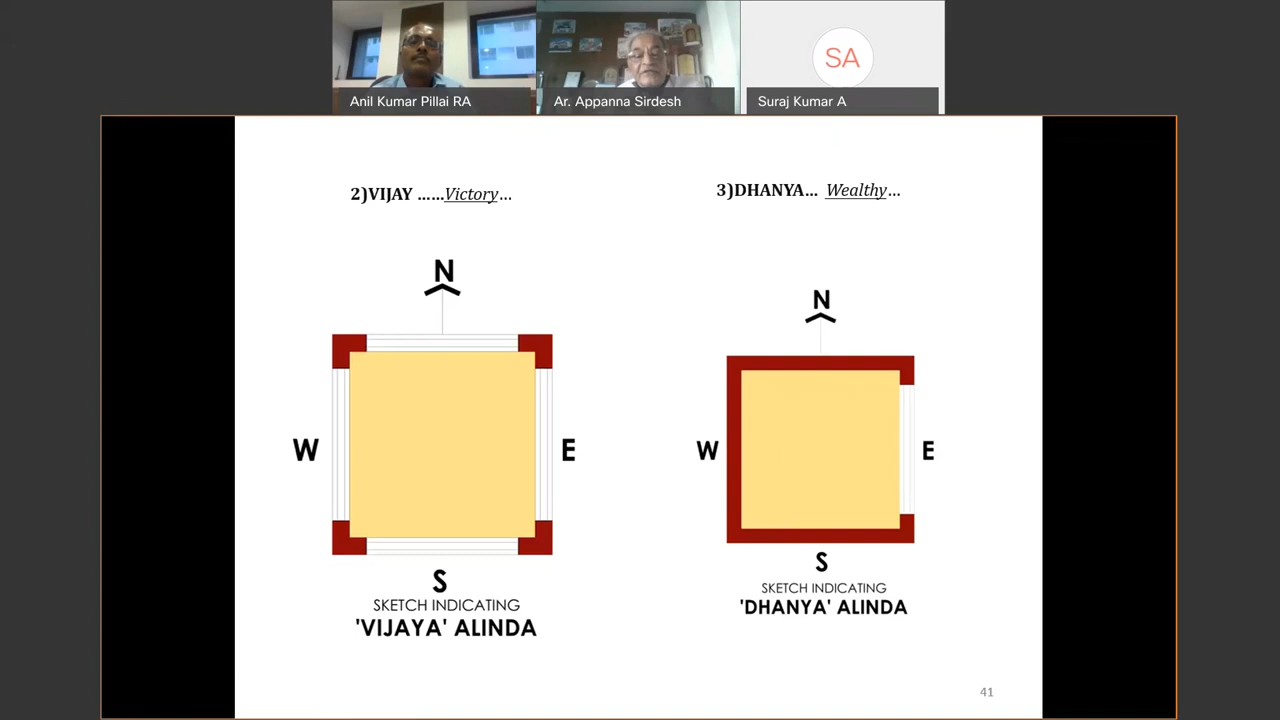 Anil Kumar Pillai RA
Ar. Appanna Sirdesh
SA
Suraj Kumar A
2)VIJAY ......Victory...
3)DHANYA... Wealthy...
N
W
E
S
SKETCH INDICATING
'VIJAYA' ALINDA
N
W
E
S
SKETCH INDICATING
'DHANYA' ALINDA
41